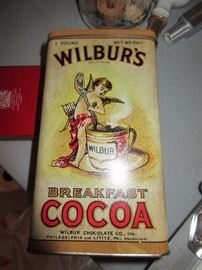 1 POUND NET WEIGHT
WILBUR'S
WILBUR
BREAKFAST
COCOA
WILBUR CHOCOLATE CO., Inc.
PHILADELPHIA and LITITZ, PA.